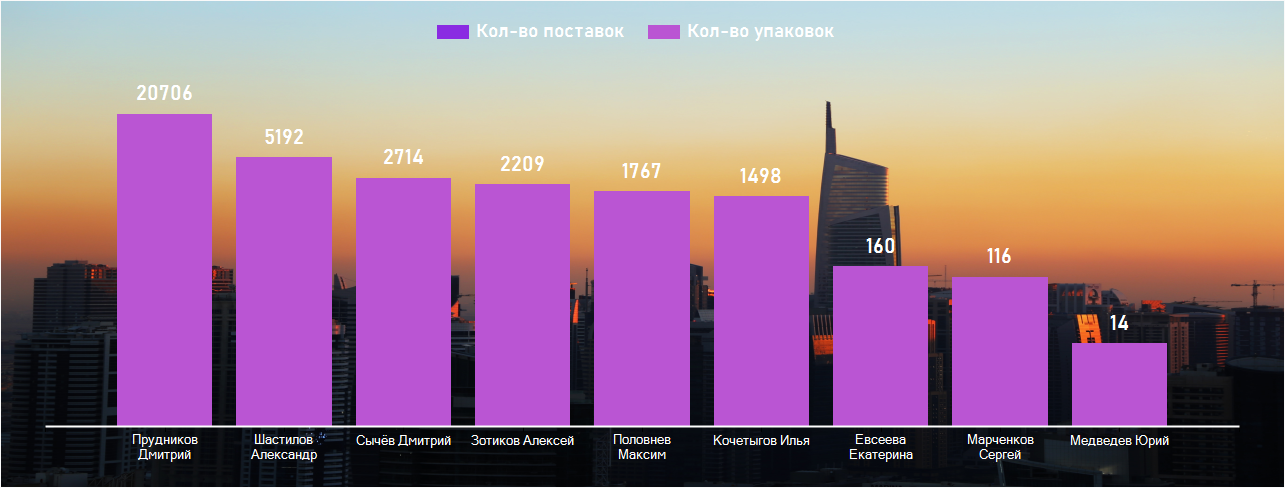 Кол-во поставок Кол-во упаковок
20706
5192
2714
2209
1767
1498
160
116
14
Прудников
Дмитрий
Шастилов
Александр
Сычёв Дмитрий
Зотиков Алексей
Половнев
Максим
Кочетыгов Илья
Евсеева
Екатерина
Марченков
Сергей
Медведев Юрий